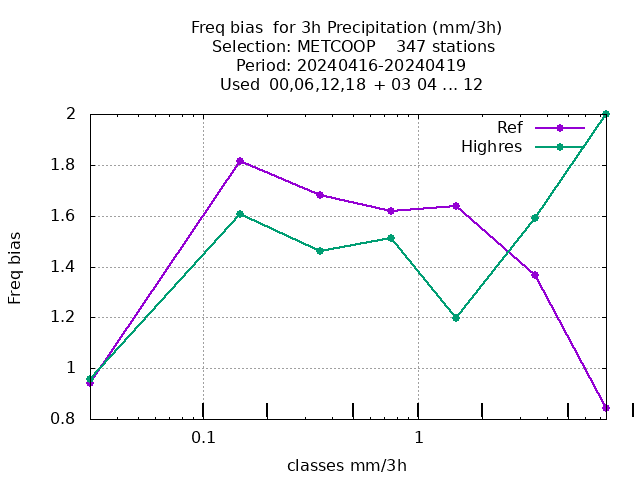 Freq bias  for 3h Precipitation (mm/3h)
Selection: METCOOP    347 stations
Period: 20240416-20240419
Used  00,06,12,18  + 03 04 ... 12
Ref
Highres
2
1.8
1.6
1.4
1.2
1
0.8
Freq bias
0.1
1
classes mm/3h